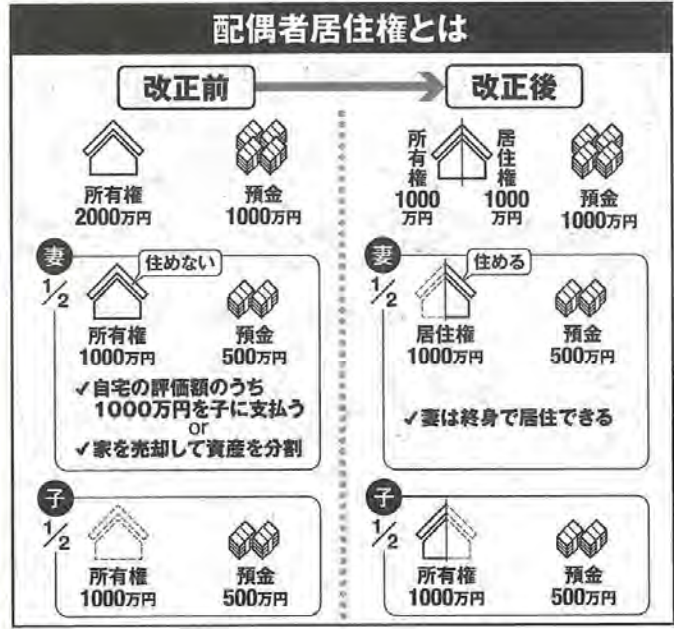 配偶者居住権とは
改正前
改正後
所有権
2000万円
預金
1000万円
所有権
1000
万円
居住権
1000
万円
預金
1000万円
妻
1/2
住めない
所有権
1000万円
預金
500万円
✓自宅の評価額のうち
1000万円を子に支払う
or
✓家を売却して資産を分割
妻
1/2
住める
居住権
1000万円
預金
500万円
✓妻は終身で居住できる
子
1/2
所有権
1000万円
預金
500万円
子
1/2
所有権
1000万円
預金
500万円